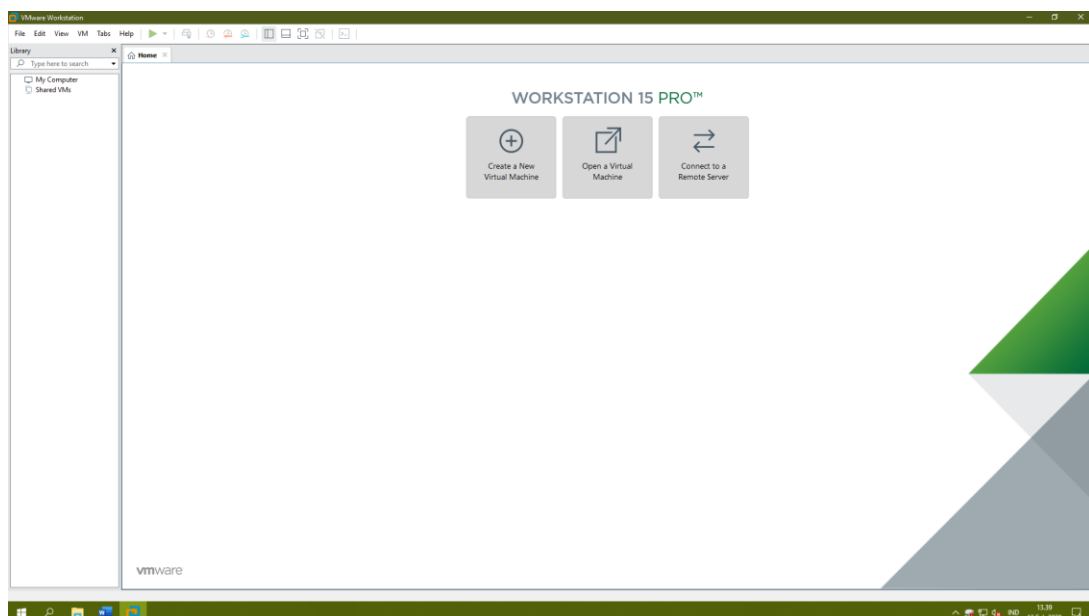 VMware Workstation
File Edit View VM Tabs Help
Library
Home
Type here to search
My Computer
Shared VMs
WORKSTATION 15 PRO™
Create a New
Virtual Machine
Open a Virtual
Machine
Connect to a
Remote Server
vmware
IND
13.39